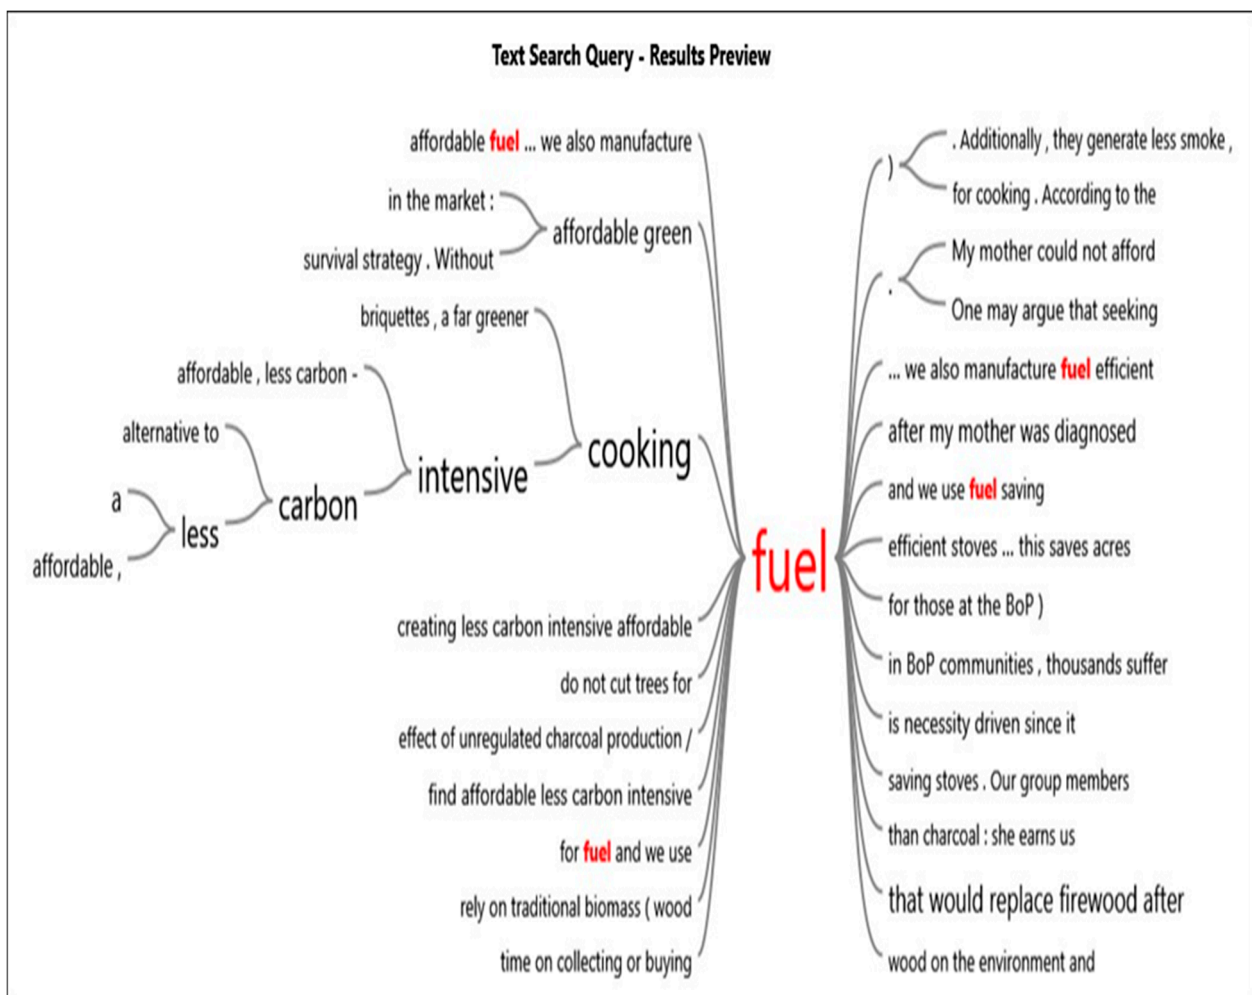 Text Search Query - Results Preview
affordable fuel ... we also manufacture
in the market :
survival strategy . Without
affordable green
briquettes , a far greener
affordable , less carbon -
alternative to
a
affordable ,
less
carbon
intensive
cooking
creating less carbon intensive affordable
do not cut trees for
effect of unregulated charcoal production /
find affordable less carbon intensive
for fuel and we use
rely on traditional biomass ( wood
time on collecting or buying
fuel
)
. Additionally , they generate less smoke ,
for cooking . According to the
.
My mother could not afford
One may argue that seeking
... we also manufacture fuel efficient
after my mother was diagnosed
and we use fuel saving
efficient stoves ... this saves acres
for those at the BoP )
in BoP communities , thousands suffer
is necessity driven since it
saving stoves . Our group members
than charcoal : she earns us
that would replace firewood after
wood on the environment and